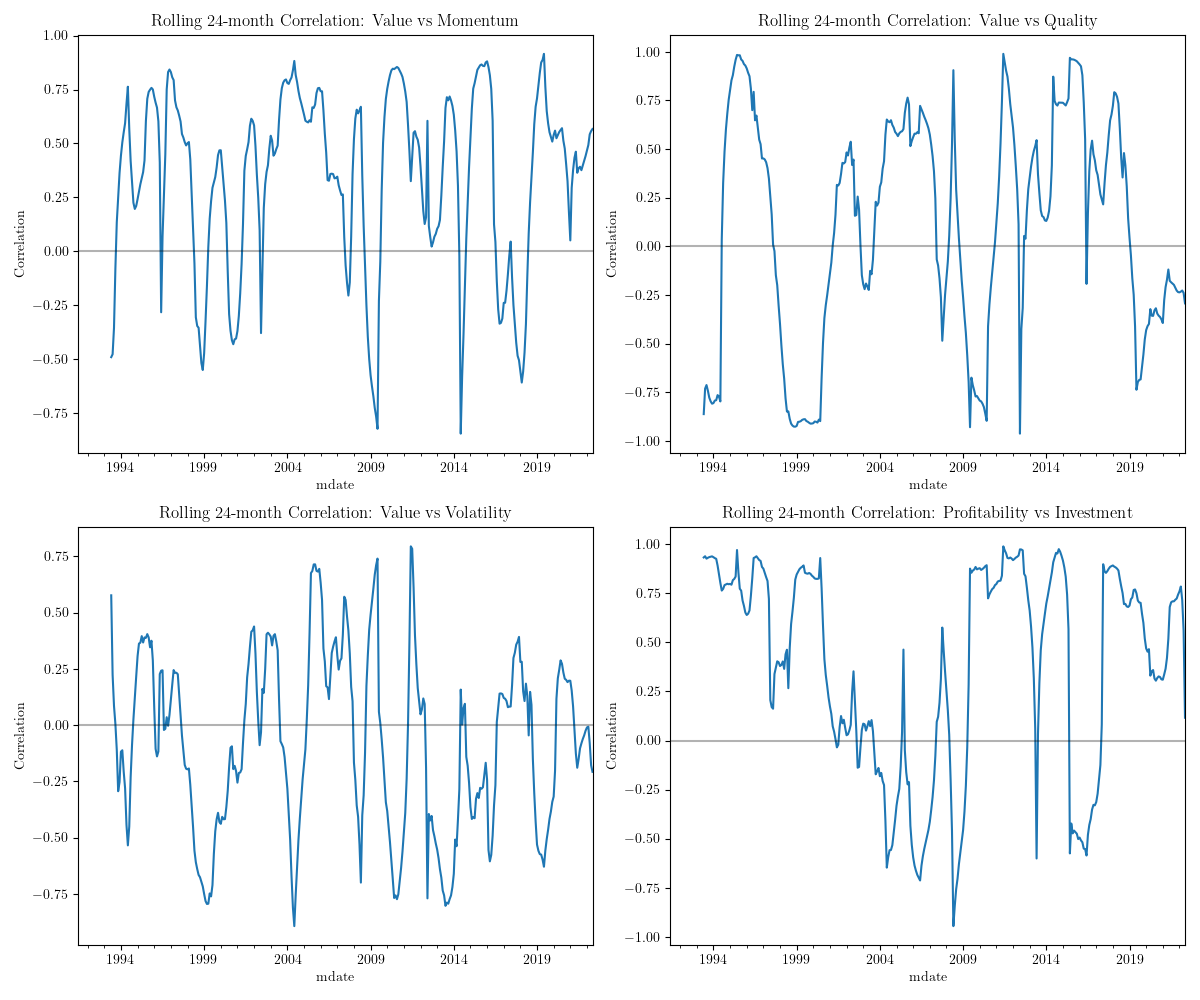 Rolling 24-month Correlation: Value vs Momentum
1.00
0.75
0.50
0.25
0.00
−0.25
−0.50
−0.75
Correlation
1994 1999 2004 2009 2014 2019
mdate
Rolling 24-month Correlation: Value vs Quality
1.00
0.75
0.50
0.25
0.00
−0.25
−0.50
−0.75
−1.00
Correlation
1994 1999 2004 2009 2014 2019
mdate
Rolling 24-month Correlation: Value vs Volatility
0.75
0.50
0.25
0.00
−0.25
−0.50
−0.75
Correlation
1994 1999 2004 2009 2014 2019
mdate
Rolling 24-month Correlation: Profitability vs Investment
1.00
0.75
0.50
0.25
0.00
−0.25
−0.50
−0.75
−1.00
Correlation
1994 1999 2004 2009 2014 2019
mdate